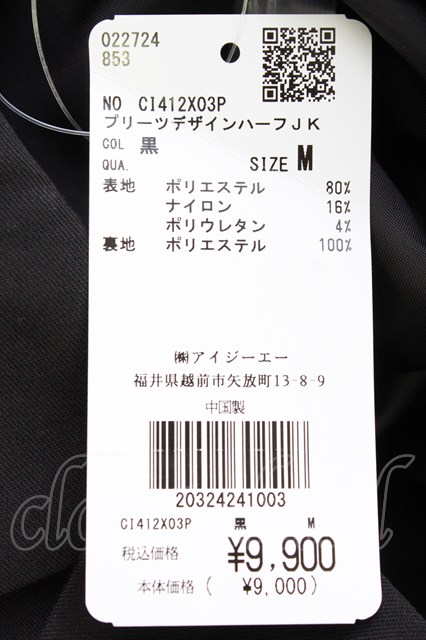 022724
853
NO CI412X03P
プリーツデザインハーフJK
COL 黒
QUA. SIZE M
表地 ポリエステル 80%
ナイロン 16%
ポリウレタン 4%
裏地 ポリエステル 100%
㈱アイジーエー
福井県越前市矢放町13-8-9
中国製
20324241003
CI412X03P 黒 M
税込価格 ¥9,900
本体価格( ¥9,000)